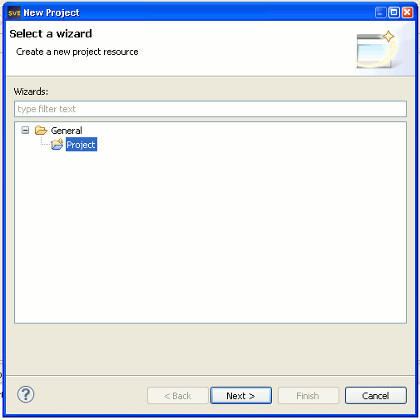 SVE New Project
Select a wizard
Create a new project resource
Wizards:
type filter text
General
Project
< Back
Next >
Finish
Cancel